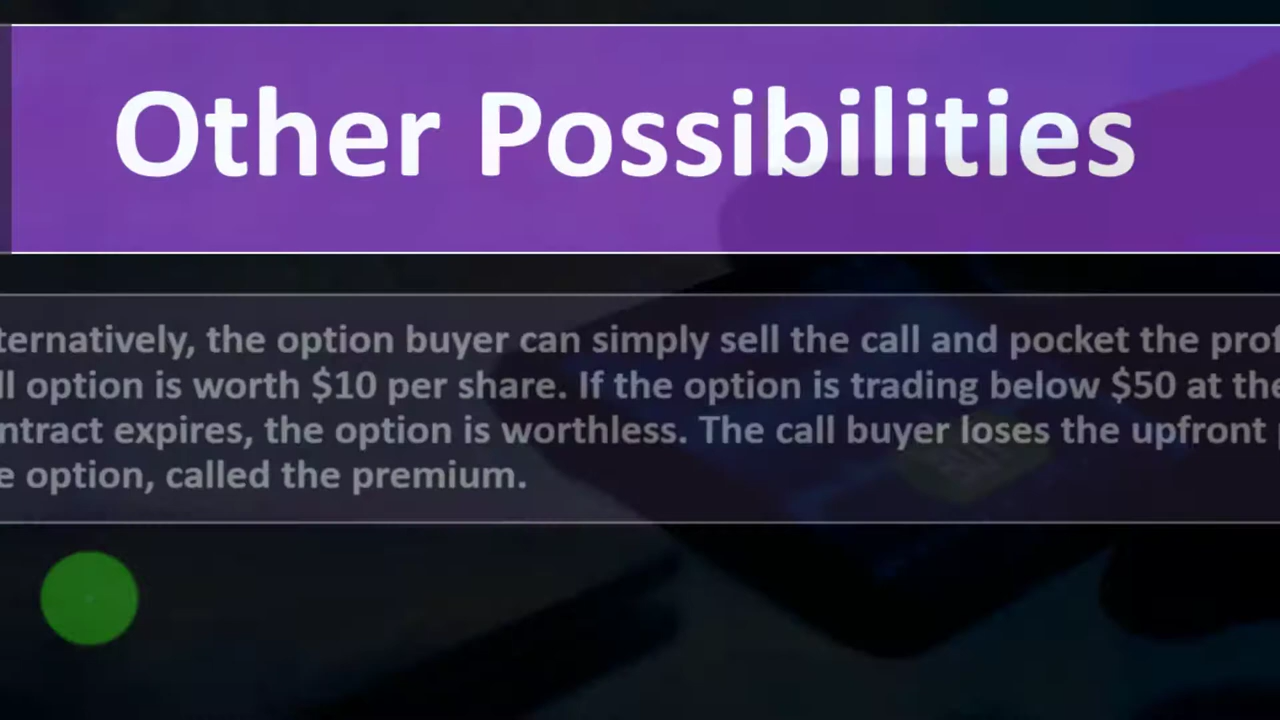 Other Possibilities
ternatively, the option buyer can simply sell the call and pocket the prof
ll option is worth $10 per share. If the option is trading below $50 at the
ntract expires, the option is worthless. The call buyer loses the upfront
e option, called the premium.